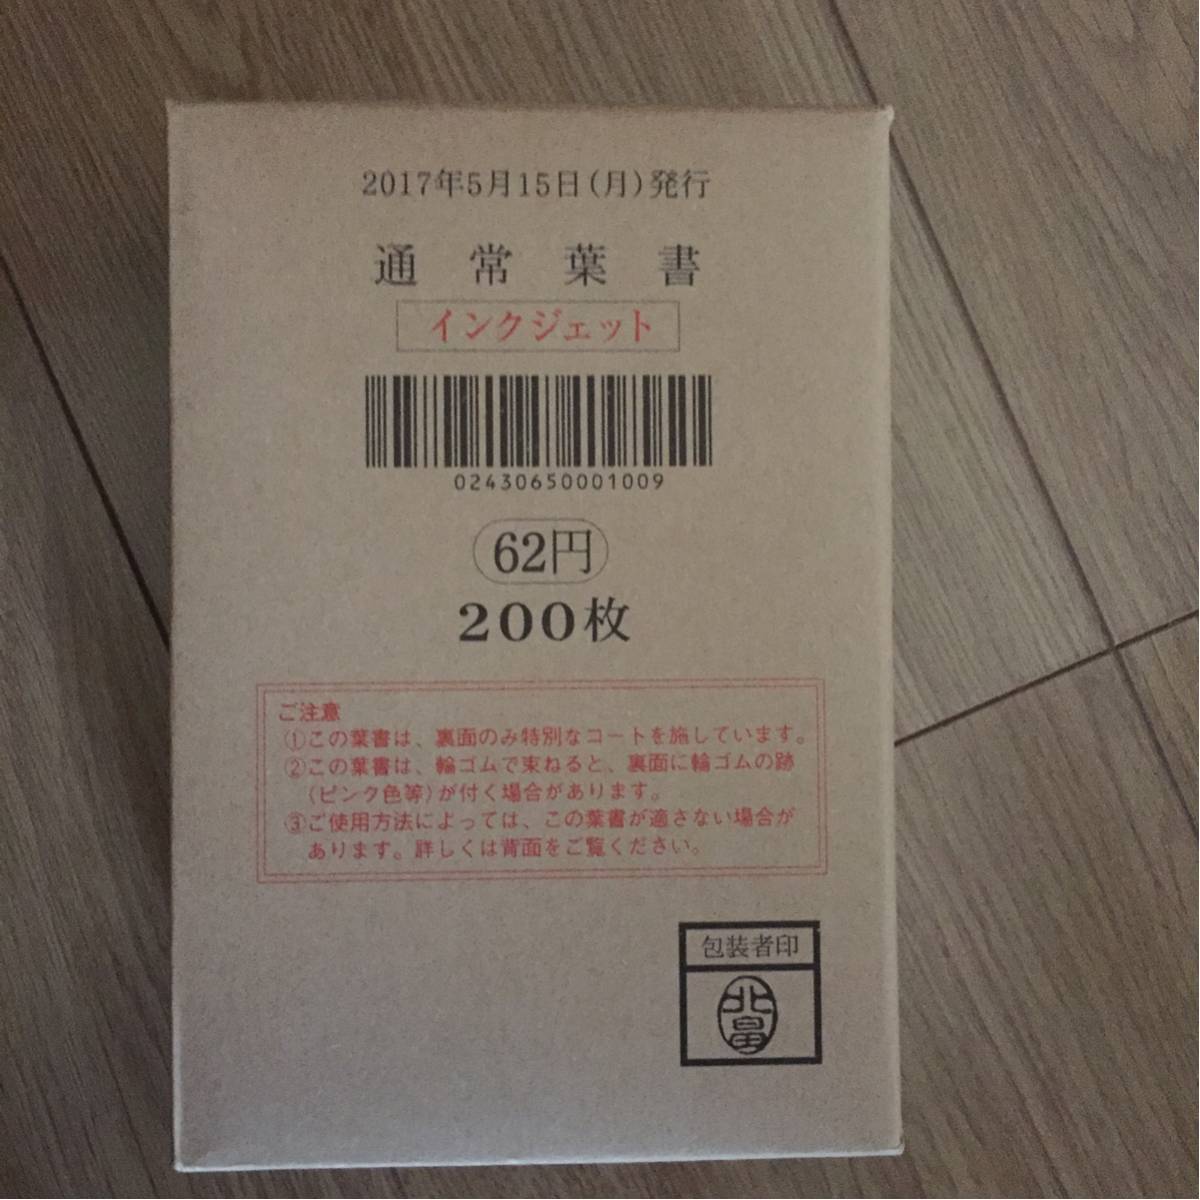 2017年5月15日(月)発行
通常葉書
インクジェット
02430650001009
62円
200枚
ご注意
①この葉書は、裏面のみ特別なコートを施しています。
②この葉書は、輪ゴムで束ねると、裏面に輪ゴムの跡
(ピンク色等)が付く場合があります。
③ご使用方法によっては、この葉書が適さない場合が
あります。詳しくは背面をご覧ください。
包装者印
北畠